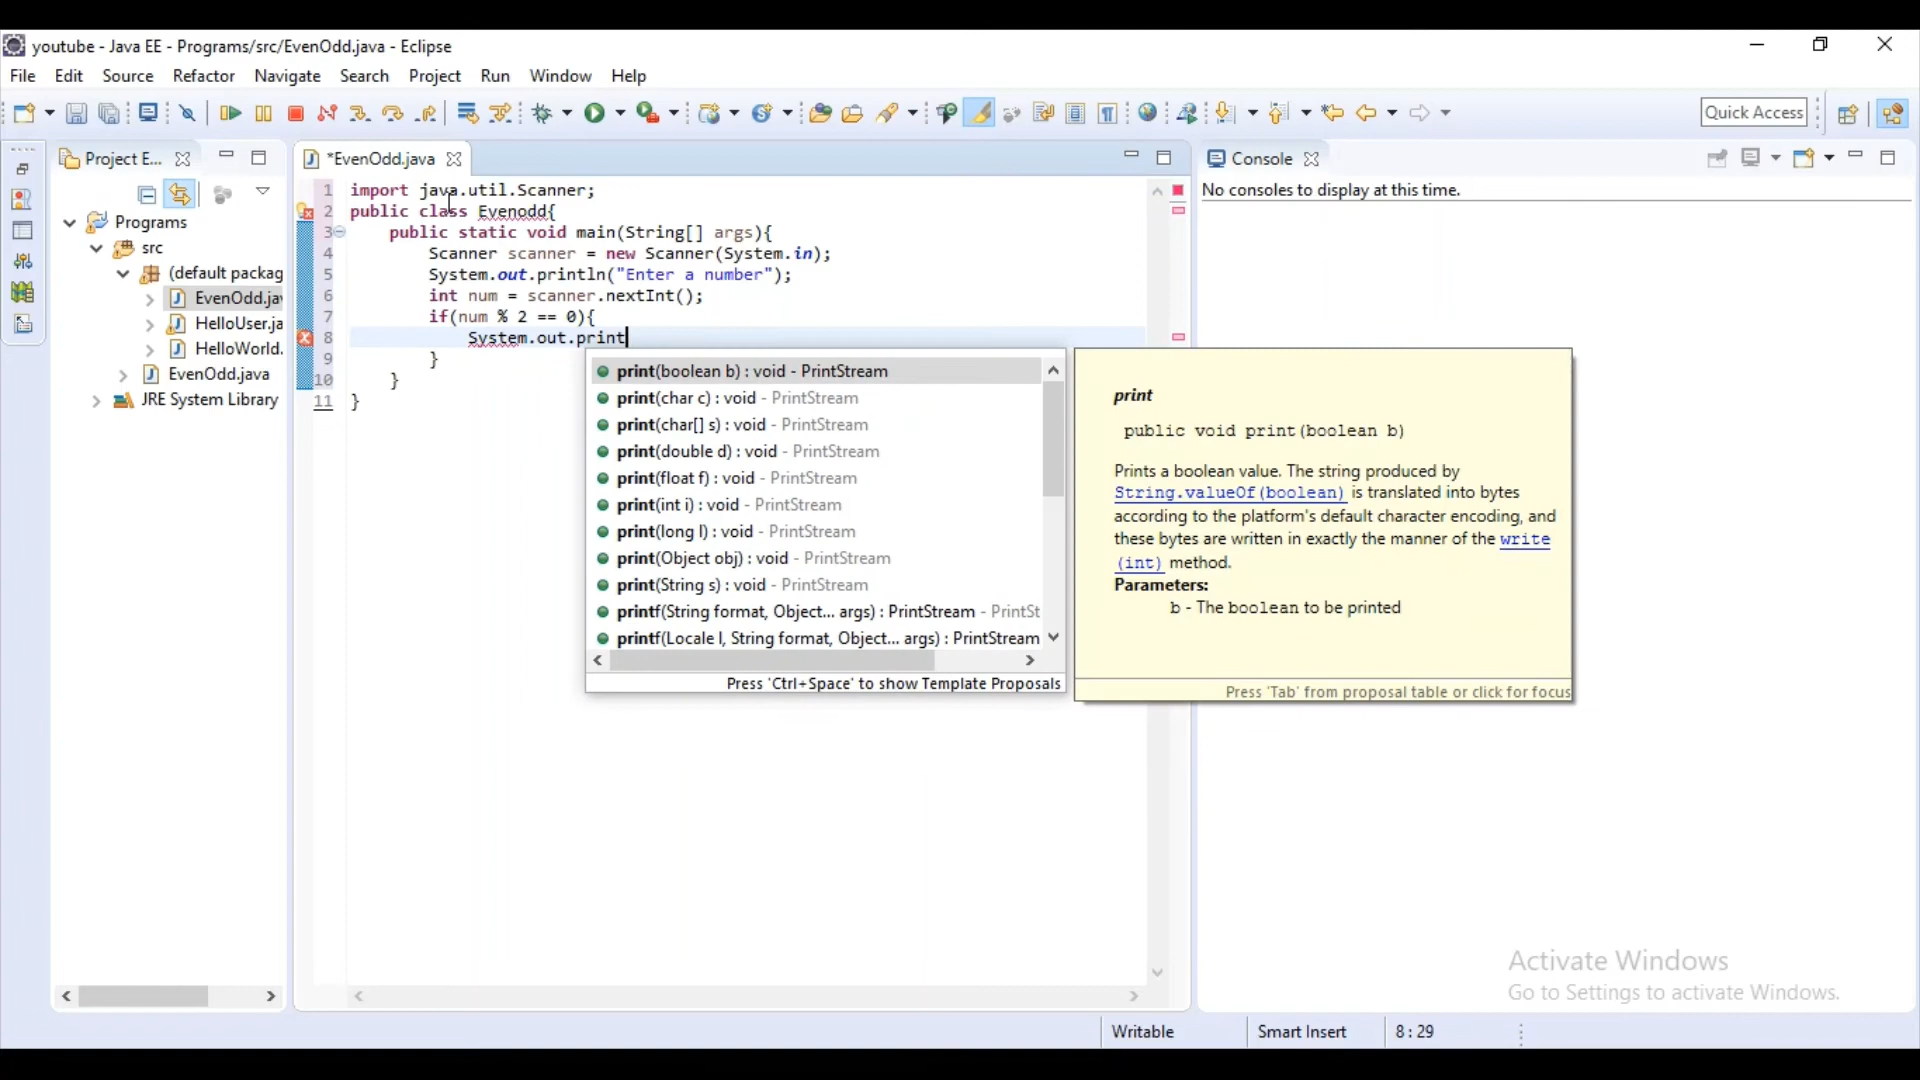 youtube - Java EE - Programs/src/EvenOdd.java - Eclipse
File Edit Source Refactor Navigate Search Project Run Window Help
Quick Access
Project E...
Programs
src
(default packag
EvenOdd.ja
HelloUser.ja
HelloWorld.
EvenOdd.java
JRE System Library
*EvenOdd.java
1 import java.util.Scanner;
2 public class Evenodd{
3 public static void main(String[] args){
4 Scanner scanner = new Scanner(System.in);
5 System.out.println("Enter a number");
6 int num = scanner.nextInt();
7 if(num % 2 == 0){
8 System.out.print
9 }
10 }
11 }
print(boolean b) : void - PrintStream
print(char c) : void - PrintStream
print(char[] s) : void - PrintStream
print(double d) : void - PrintStream
print(float f) : void - PrintStream
print(int i) : void - PrintStream
print(long l) : void - PrintStream
print(Object obj) : void - PrintStream
print(String s) : void - PrintStream
printf(String format, Object... args) : PrintStream - PrintSt
printf(Locale l, String format, Object... args) : PrintStream
Press 'Ctrl+Space' to show Template Proposals
print
public void print(boolean b)
Prints a boolean value. The string produced by
String.valueOf(boolean) is translated into bytes
according to the platform's default character encoding, and
these bytes are written in exactly the manner of the write
(int) method.
Parameters:
b - The boolean to be printed
Press 'Tab' from proposal table or click for focus
Console
No consoles to display at this time.
Activate Windows
Go to Settings to activate Windows.
Writable Smart Insert 8 : 29